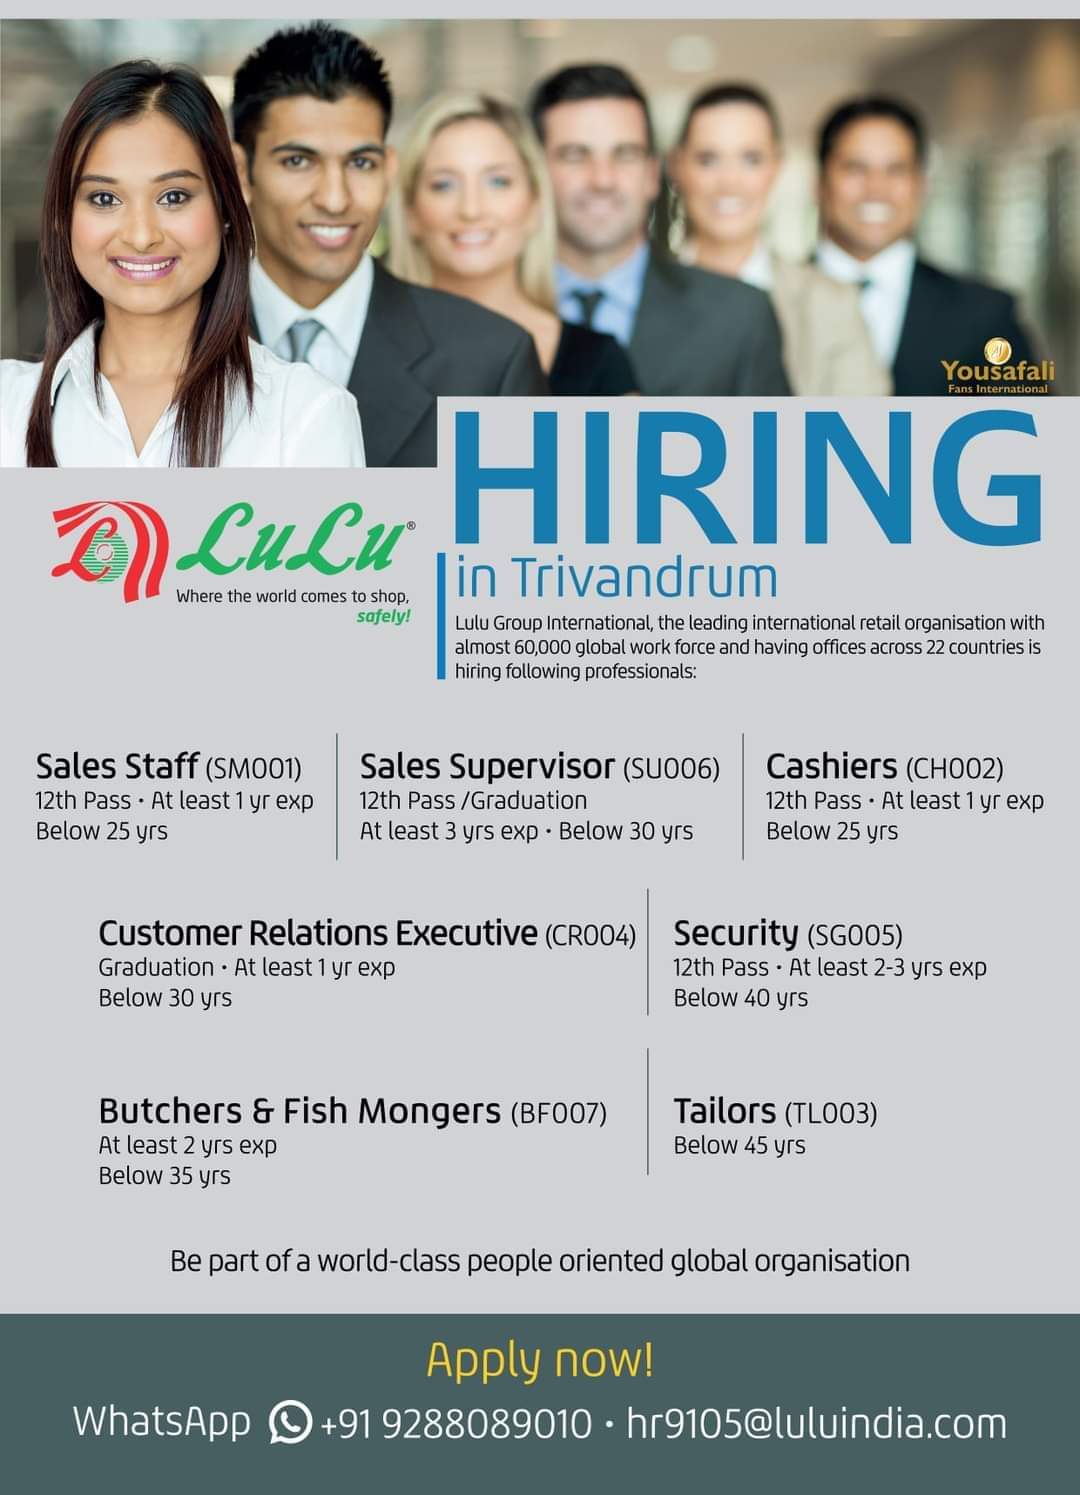 Yousafali
Fans International
HIRING
in Trivandrum
LuLu®
Where the world comes to shop,
safely!
Lulu Group International, the leading international retail organisation with
almost 60,000 global work force and having offices across 22 countries is
hiring following professionals:
Sales Staff (SM001)
12th Pass • At least 1 yr exp
Below 25 yrs
Sales Supervisor (SU006)
12th Pass /Graduation
At least 3 yrs exp • Below 30 yrs
Cashiers (CH002)
12th Pass • At least 1 yr exp
Below 25 yrs
Customer Relations Executive (CR004)
Graduation • At least 1 yr exp
Below 30 yrs
Security (SG005)
12th Pass • At least 2-3 yrs exp
Below 40 yrs
Butchers & Fish Mongers (BF007)
At least 2 yrs exp
Below 35 yrs
Tailors (TL003)
Below 45 yrs
Be part of a world-class people oriented global organisation
Apply now!
WhatsApp +91 9288089010 • hr9105@luluindia.com